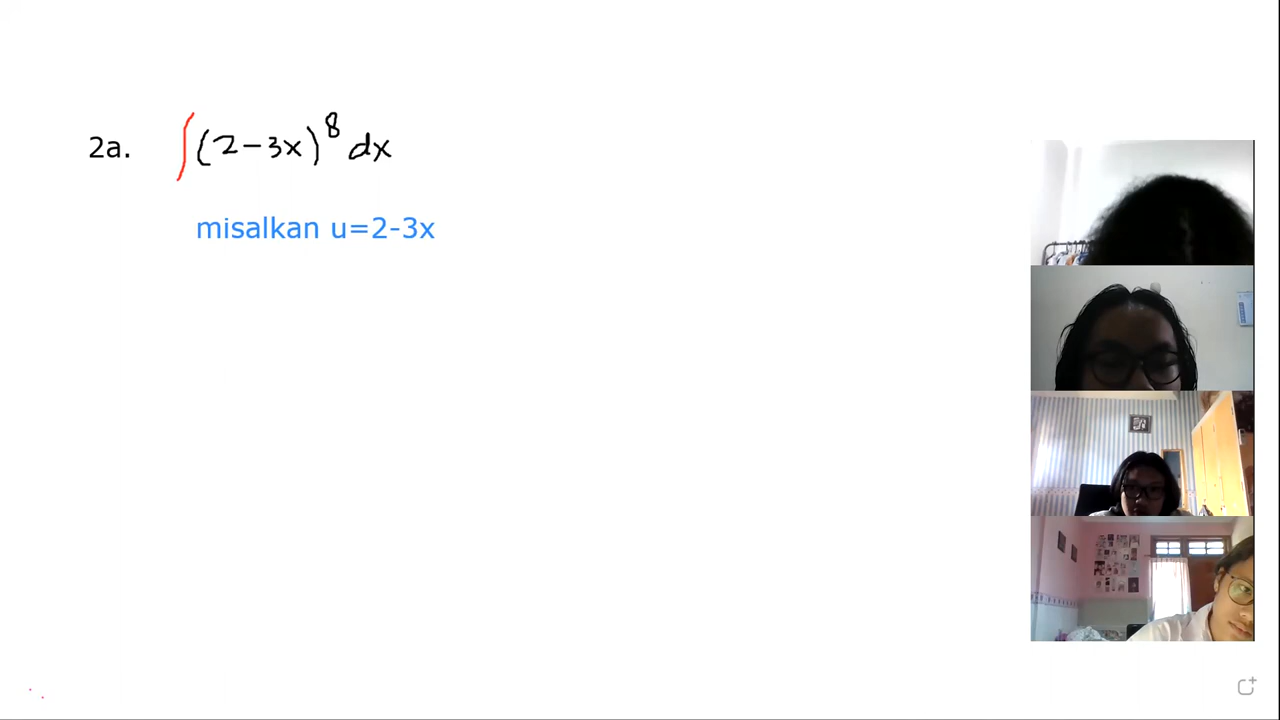 2a. ∫(2-3x)⁸ dx
misalkan u=2-3x